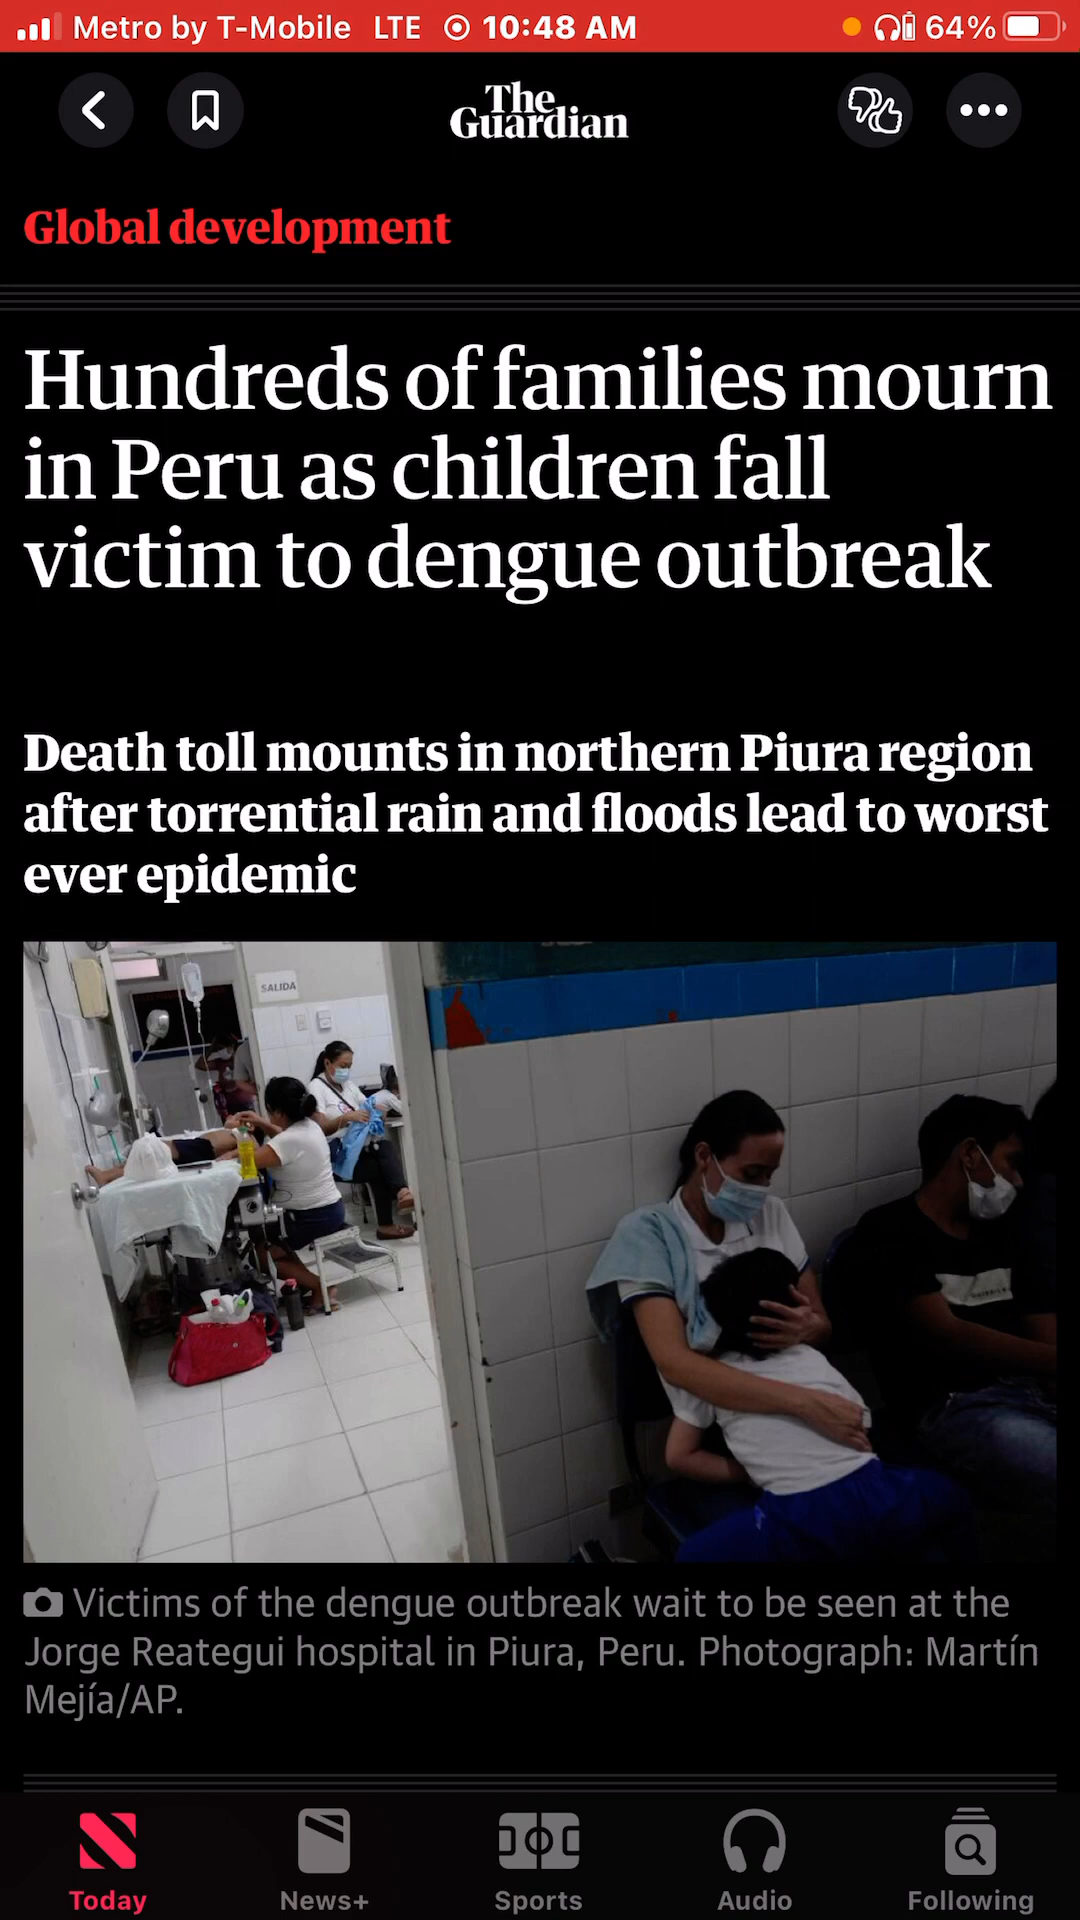 Metro by T-Mobile LTE 10:48 AM 64%
The
Guardian
Global development
Hundreds of families mourn
in Peru as children fall
victim to dengue outbreak
Death toll mounts in northern Piura region
after torrential rain and floods lead to worst
ever epidemic
SALIDA
Victims of the dengue outbreak wait to be seen at the
Jorge Reategui hospital in Piura, Peru. Photograph: Martín
Mejía/AP.
Today News+ Sports Audio Following